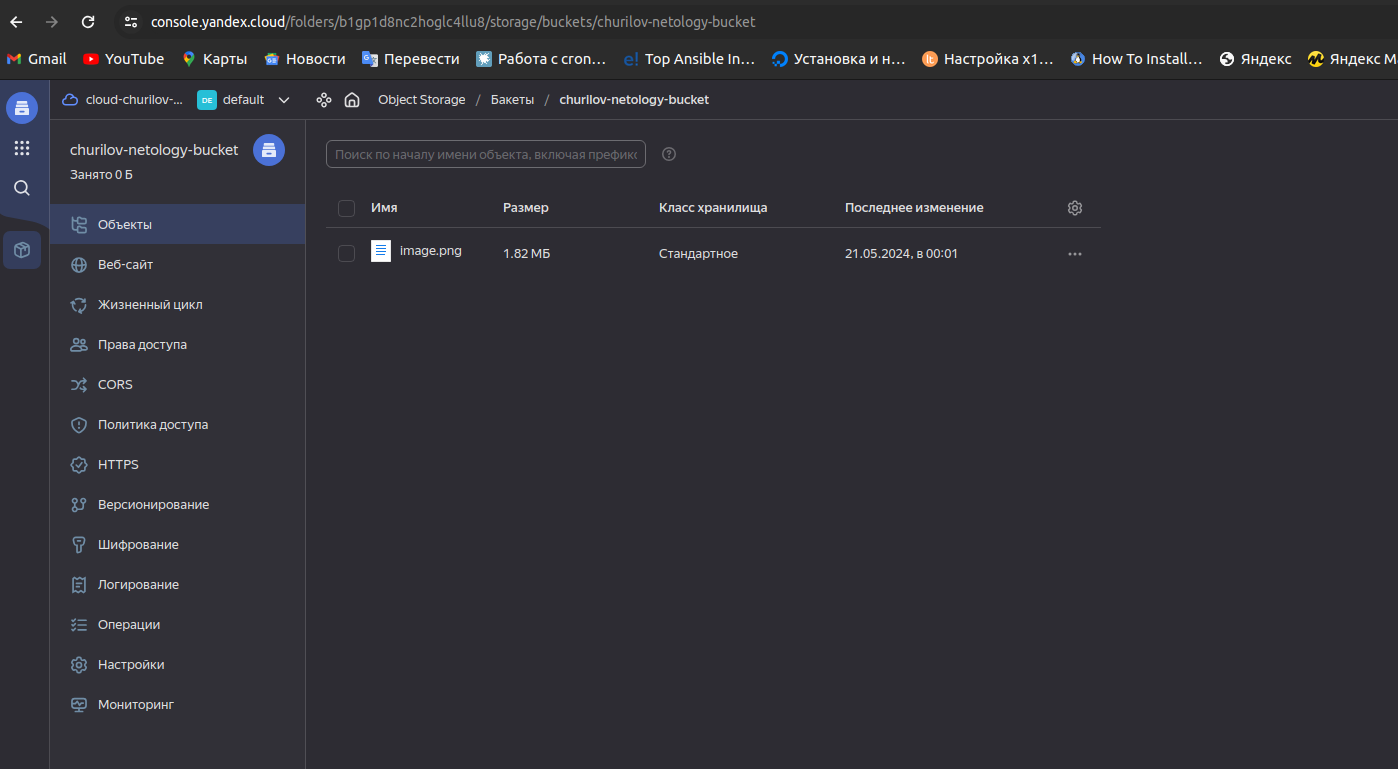 console.yandex.cloud/folders/b1gp1d8nc2hoglc4llu8/storage/buckets/churilov-netology-bucket
Gmail YouTube Карты Новости Перевести Работа с cron... Top Ansible In... Установка и н... Настройка x1... How To Install... Яндекс Яндекс М
cloud-churilov-... DE default Object Storage / Бакеты / churilov-netology-bucket
churilov-netology-bucket
Занято 0 Б
Поиск по началу имени объекта, включая префикс
Имя Размер Класс хранилища Последнее изменение
image.png 1.82 МБ Стандартное 21.05.2024, в 00:01
Объекты
Веб-сайт
Жизненный цикл
Права доступа
CORS
Политика доступа
HTTPS
Версионирование
Шифрование
Логирование
Операции
Настройки
Мониторинг